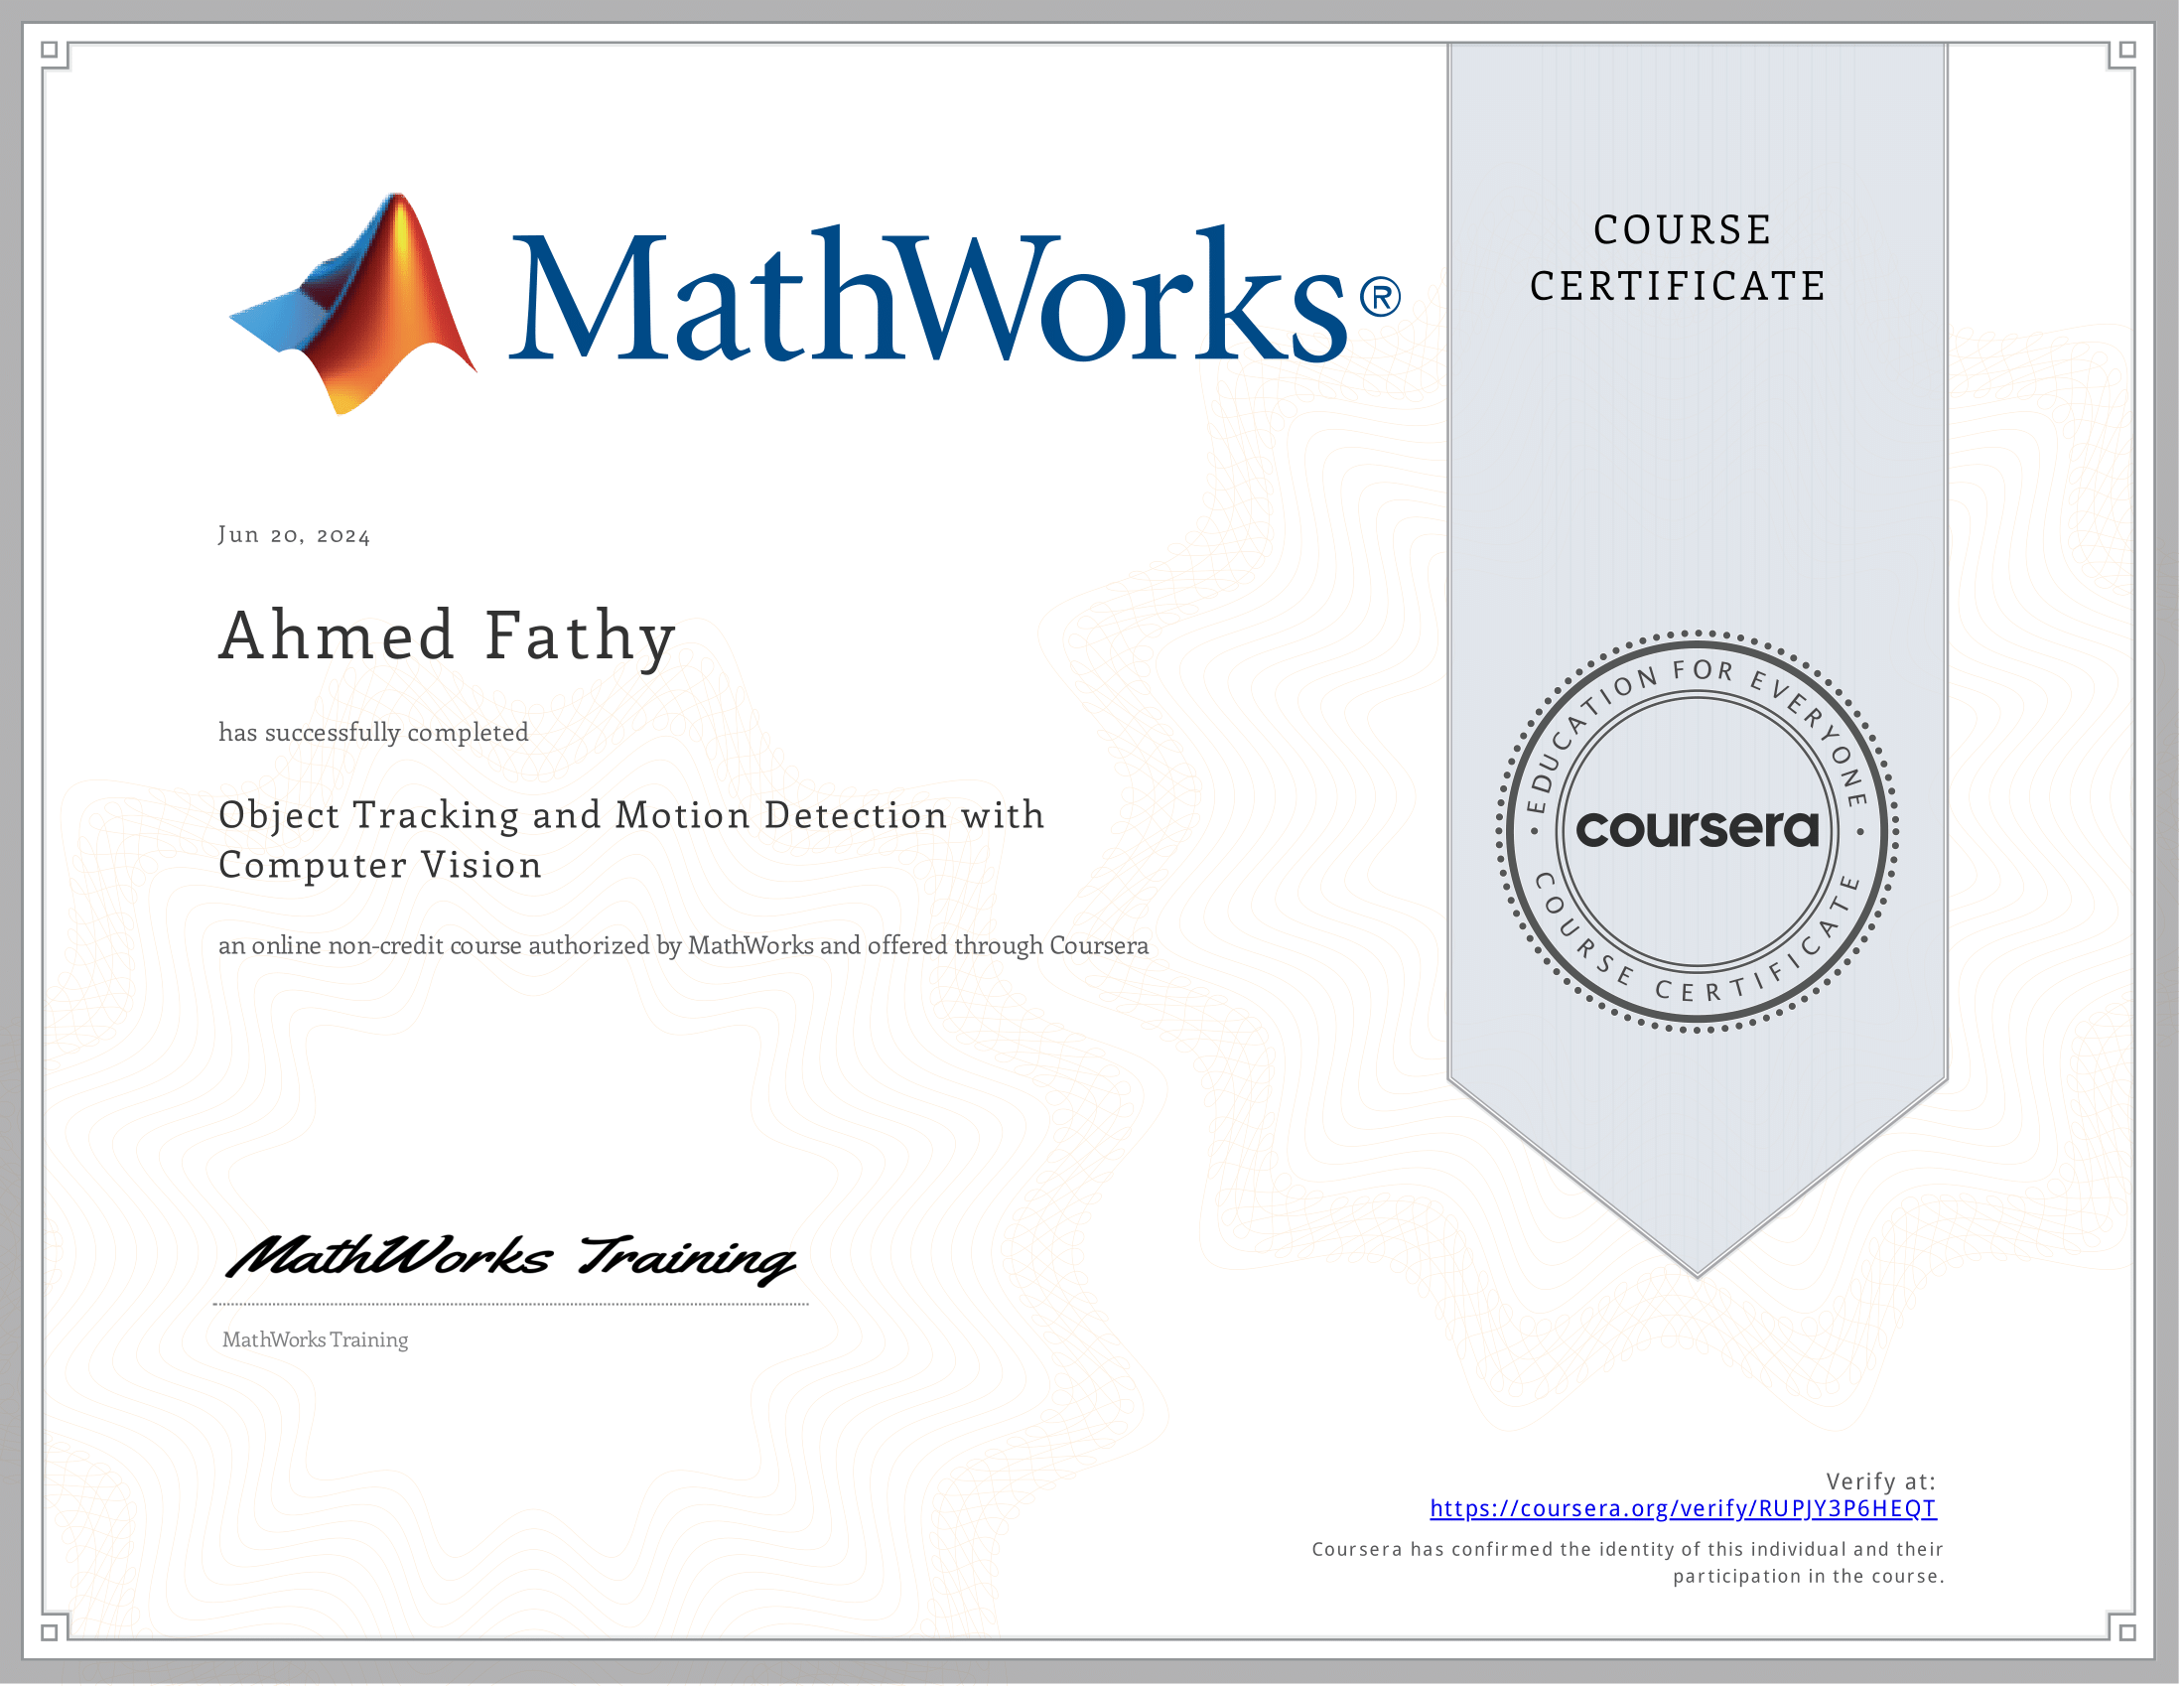 MathWorks®
COURSE
CERTIFICATE
Jun 20, 2024
Ahmed Fathy
has successfully completed
Object Tracking and Motion Detection with
Computer Vision
an online non-credit course authorized by MathWorks and offered through Coursera
EDUCATION FOR EVERYONE
coursera
COURSE CERTIFICATE
MathWorks Training
MathWorks Training
Verify at:
https://coursera.org/verify/RUPJY3P6HEQT
Coursera has confirmed the identity of this individual and their
participation in the course.